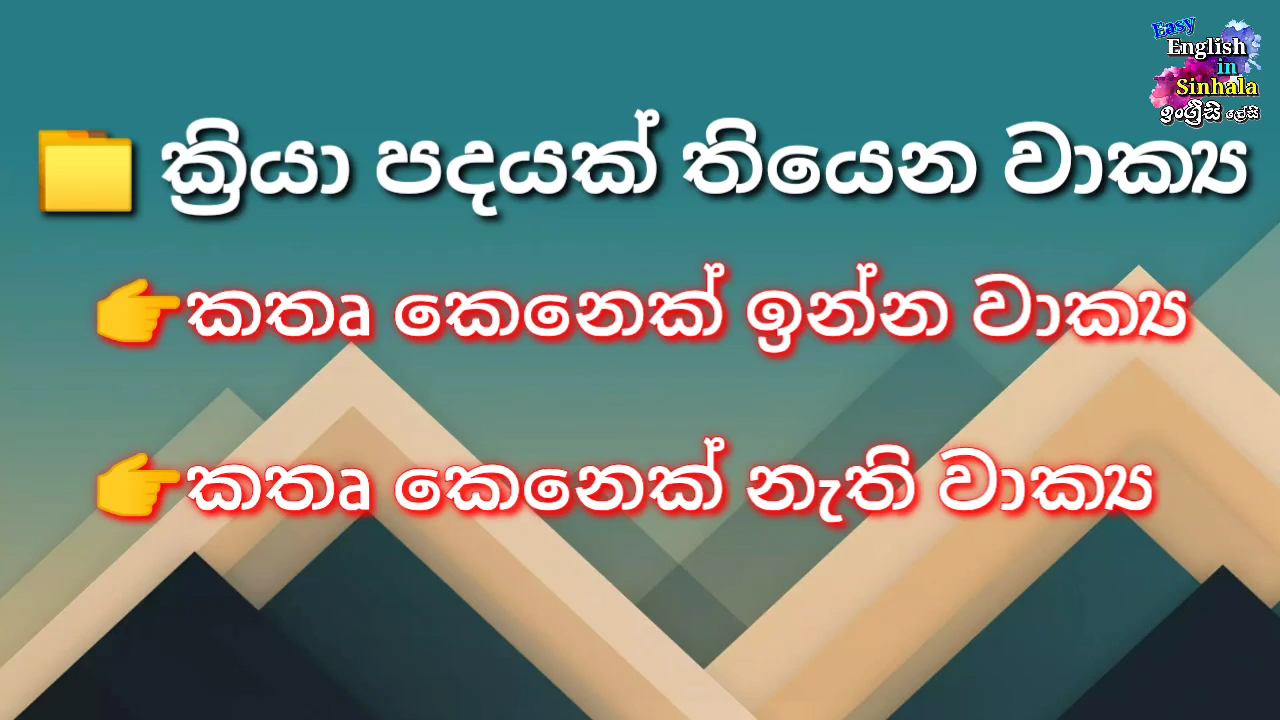 Easy
English
in
Sinhala
ඉංග්‍රීසි ලේසි
ක්‍රියා පදයක් තියෙන වාක්‍ය
කතෘ කෙනෙක් ඉන්න වාක්‍ය
කතෘ කෙනෙක් නැති වාක්‍ය